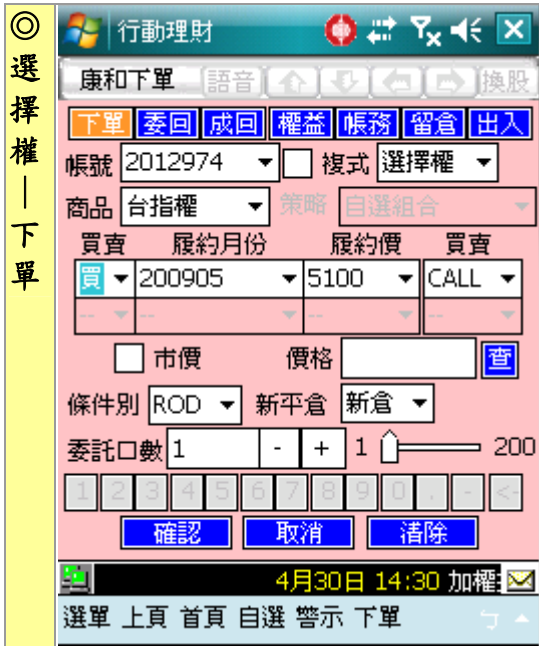 ◎選擇權—下單
行動理財
康和下單 語音 換股
下單 委回 成回 權益 帳務 留倉 出入
帳號 2012974 複式 選擇權
商品 台指權 策略 自選組合
買賣 履約月份 履約價 買賣
買 200905 5100 CALL
-- -- -- --
市價 價格 查
條件別 ROD 新平倉 新倉
委託口數 1 - + 1 200
1 2 3 4 5 6 7 8 9 0 . - <-
確認 取消 清除
4月30日 14:30 加權:
選單 上頁 首頁 自選 警示 下單